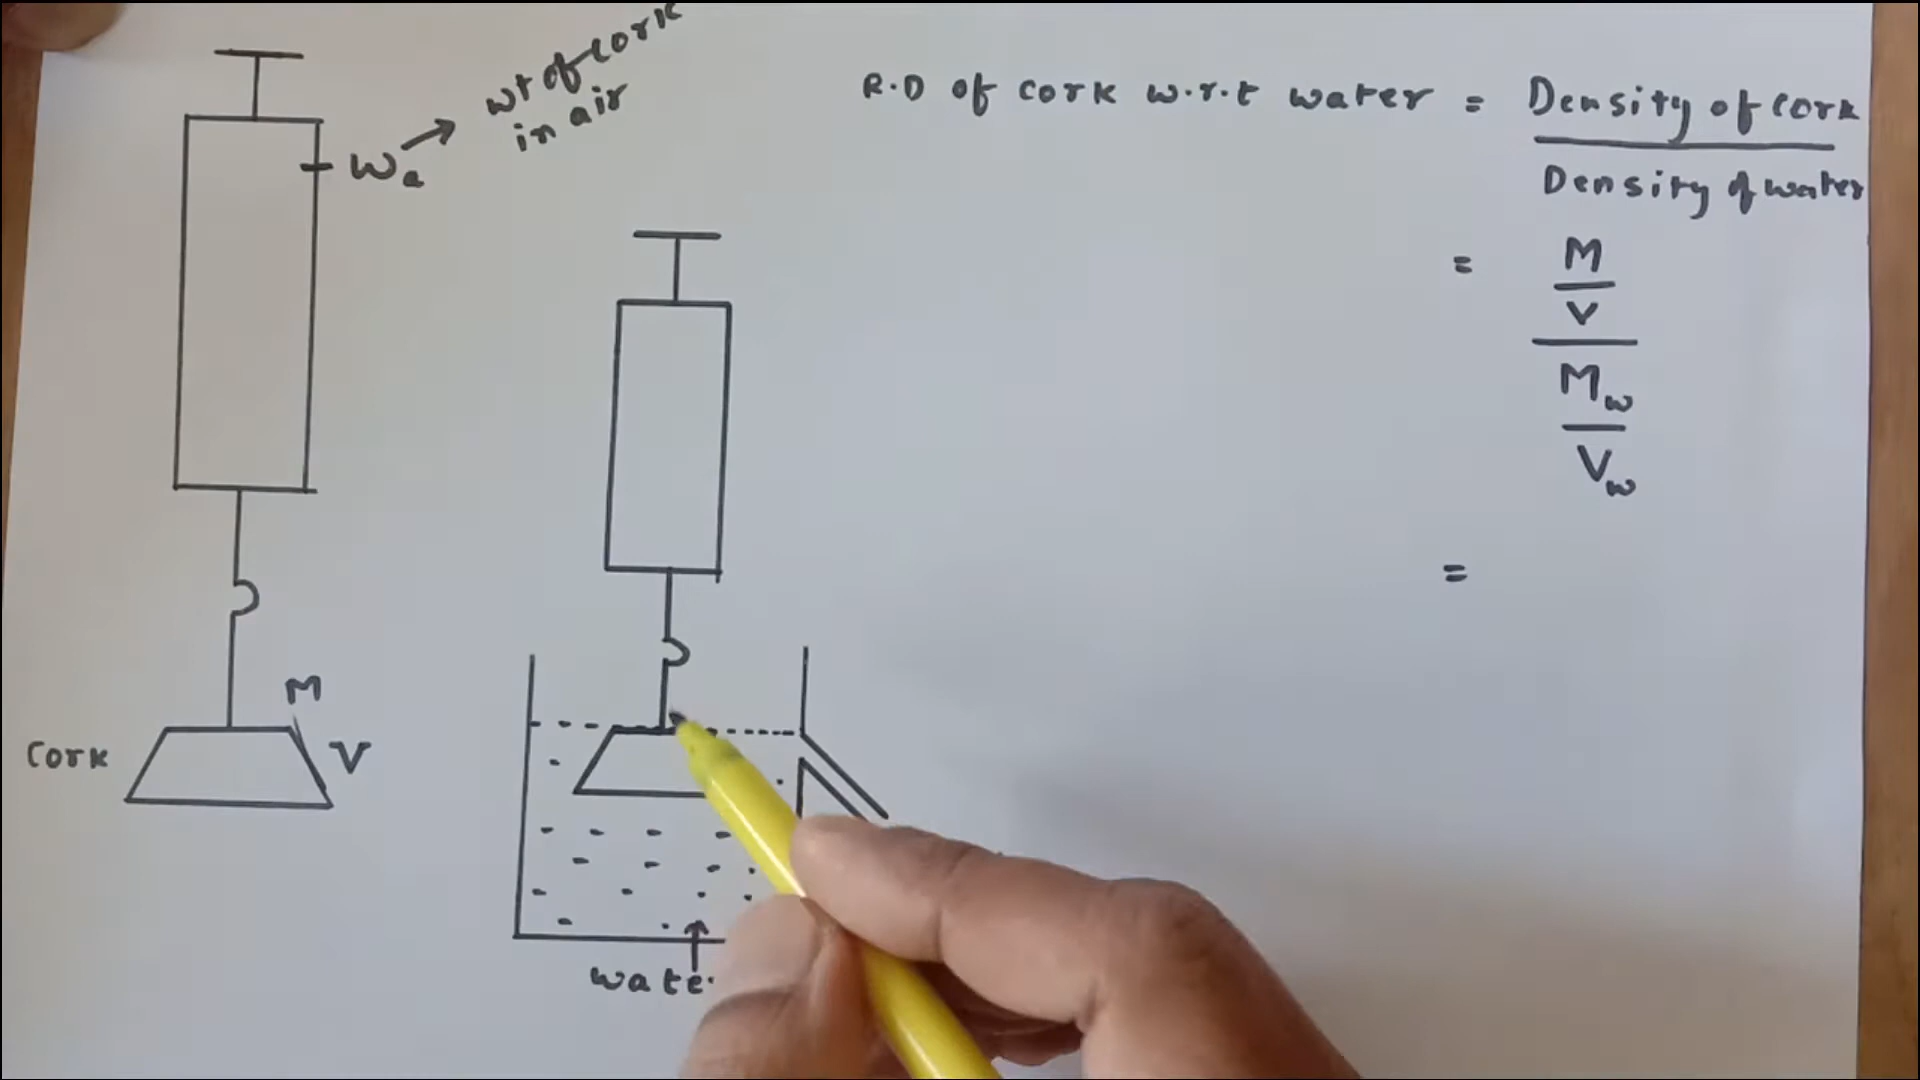 wt of cork
in air
Wa
R.D of cork w.r.t water = Density of cork
Density of water
= M
V
Mw
Vw
=
M
Cork
V
wate